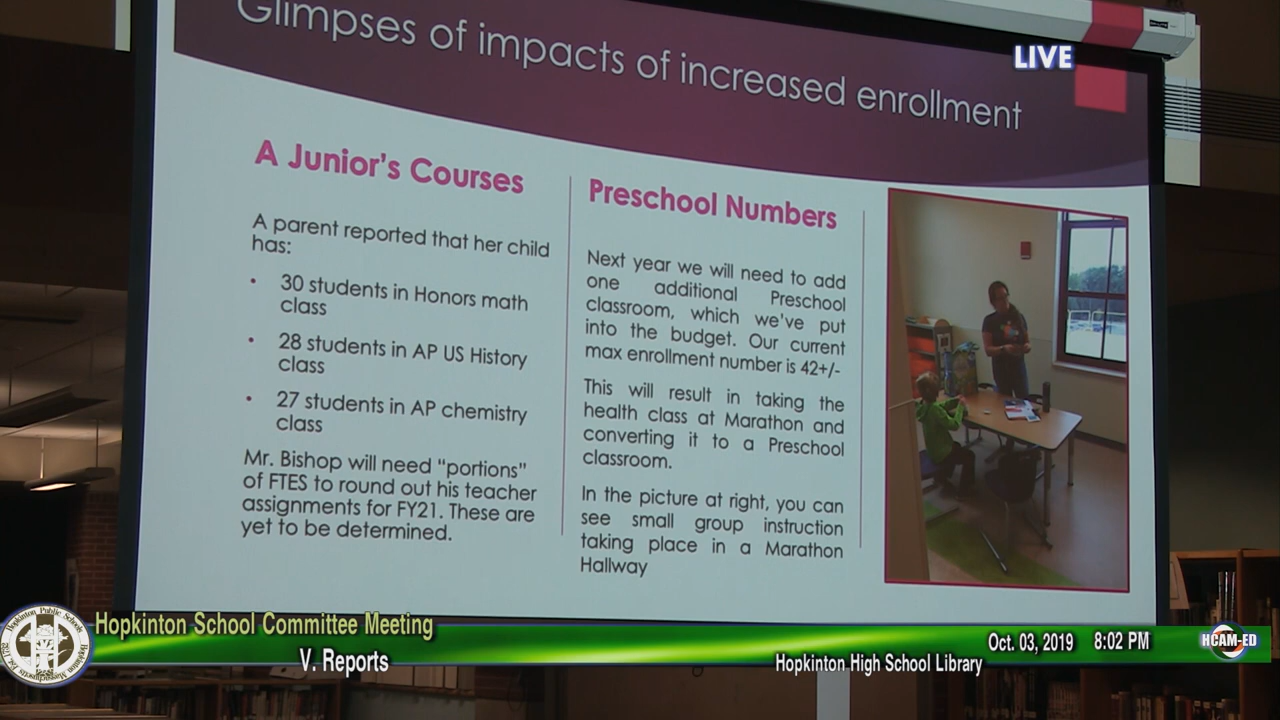 Glimpses of impacts of increased enrollment
LIVE
A Junior's Courses
A parent reported that her child
has:
• 30 students in Honors math
class
• 28 students in AP US History
class
• 27 students in AP chemistry
class
Mr. Bishop will need "portions"
of FTES to round out his teacher
assignments for FY21. These are
yet to be determined.
Preschool Numbers
Next year we will need to add
one additional Preschool
classroom, which we've put
into the budget. Our current
max enrollment number is 42+/-
This will result in taking the
health class at Marathon and
converting it to a Preschool
classroom.
In the picture at right, you can
see small group instruction
taking place in a Marathon
Hallway
Hopkinton Public Schools
Hopkinton School Committee Meeting
V. Reports
Oct. 03, 2019 8:02 PM
Hopkinton High School Library
HCAM-ED